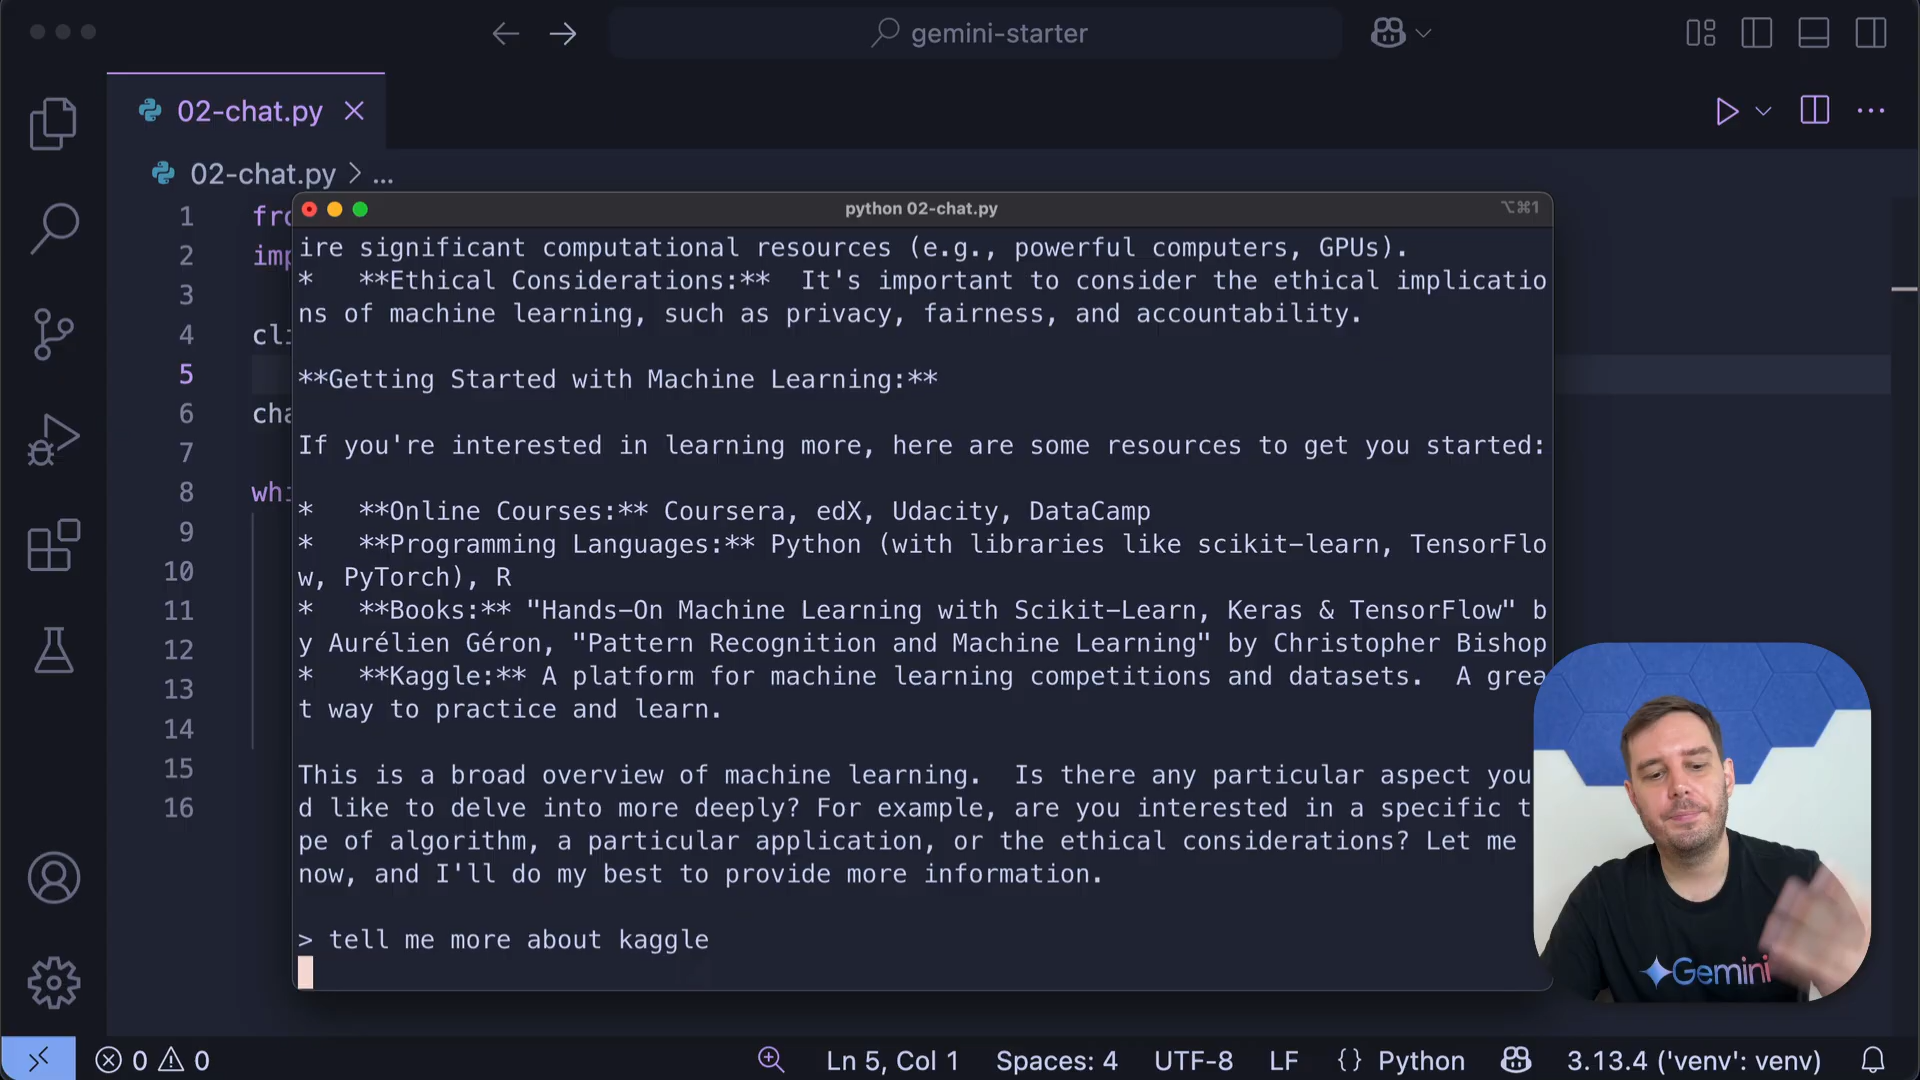 gemini-starter
02-chat.py
02-chat.py > ...
python 02-chat.py
⌥⌘1
1 fro
2 imp
3
4 cli
5
6 cha
7
8 whi
9
10
11
12
13
14
15
16
ire significant computational resources (e.g., powerful computers, GPUs).
* **Ethical Considerations:** It's important to consider the ethical implicatio
ns of machine learning, such as privacy, fairness, and accountability.
**Getting Started with Machine Learning:**
If you're interested in learning more, here are some resources to get you started:
* **Online Courses:** Coursera, edX, Udacity, DataCamp
* **Programming Languages:** Python (with libraries like scikit-learn, TensorFlo
w, PyTorch), R
* **Books:** "Hands-On Machine Learning with Scikit-Learn, Keras & TensorFlow" b
y Aurélien Géron, "Pattern Recognition and Machine Learning" by Christopher Bishop
* **Kaggle:** A platform for machine learning competitions and datasets. A grea
t way to practice and learn.
This is a broad overview of machine learning. Is there any particular aspect you
d like to delve into more deeply? For example, are you interested in a specific t
pe of algorithm, a particular application, or the ethical considerations? Let me
now, and I'll do my best to provide more information.
> tell me more about kaggle
Gemini
0 0
Ln 5, Col 1
Spaces: 4
UTF-8
LF
{} Python
3.13.4 ('venv': venv)